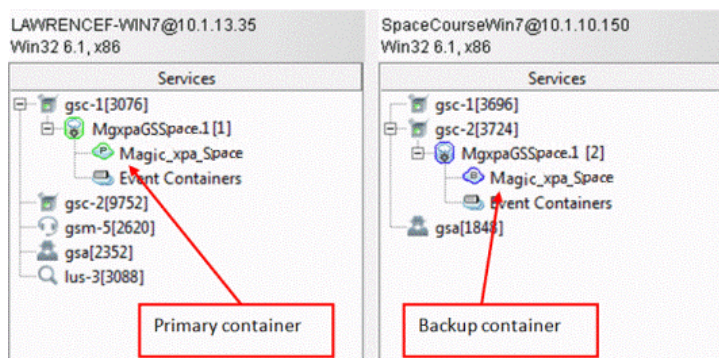 LAWRENCEF-WIN7@10.1.13.35
Win32 6.1, x86
Services
gsc-1[3076]
MgxpaGSSpace.1 [1]
Magic_xpa_Space
Event Containers
gsc-2[9752]
gsm-5[2620]
gsa[2352]
lus-3[3088]
Primary container
SpaceCourseWin7@10.1.10.150
Win32 6.1, x86
Services
gsc-1[3696]
gsc-2[3724]
MgxpaGSSpace.1 [2]
Magic_xpa_Space
Event Containers
gsa[1848]
Backup container